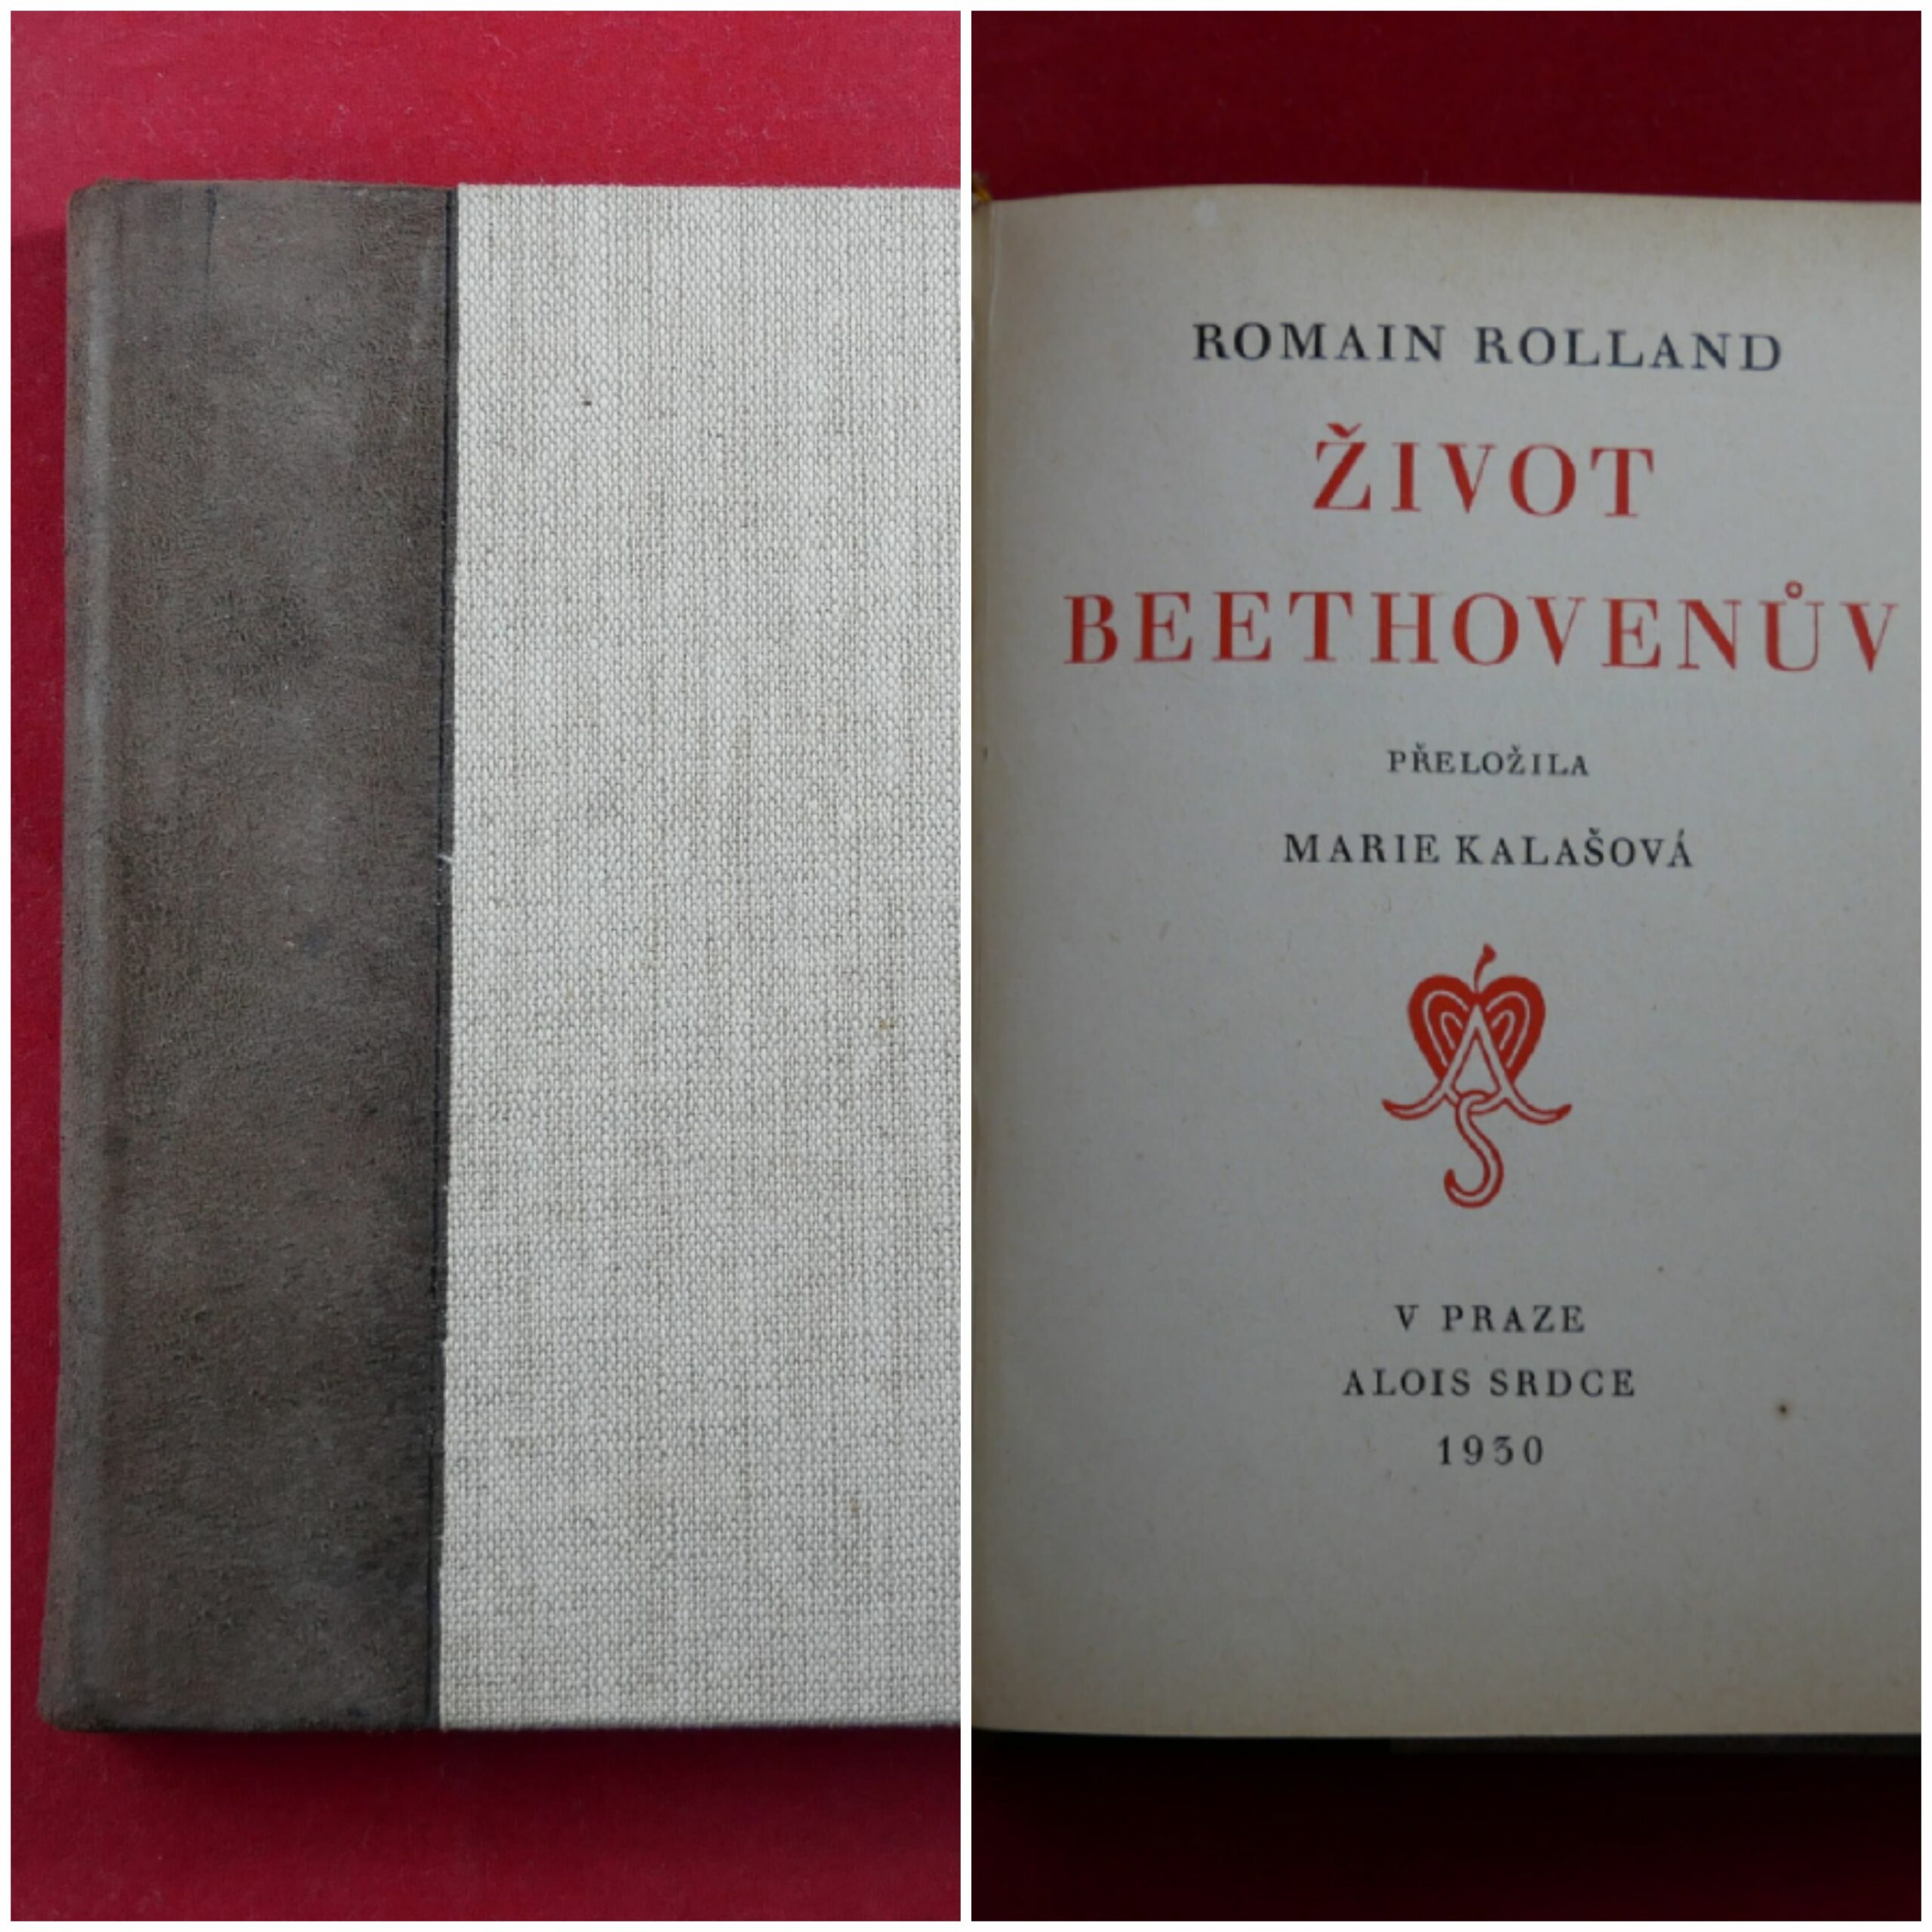 ROMAIN ROLLAND
ŽIVOT
BEETHOVENŮV
PŘELOŽILA
MARIE KALAŠOVÁ
A
S
V PRAZE
ALOIS SRDCE
1930